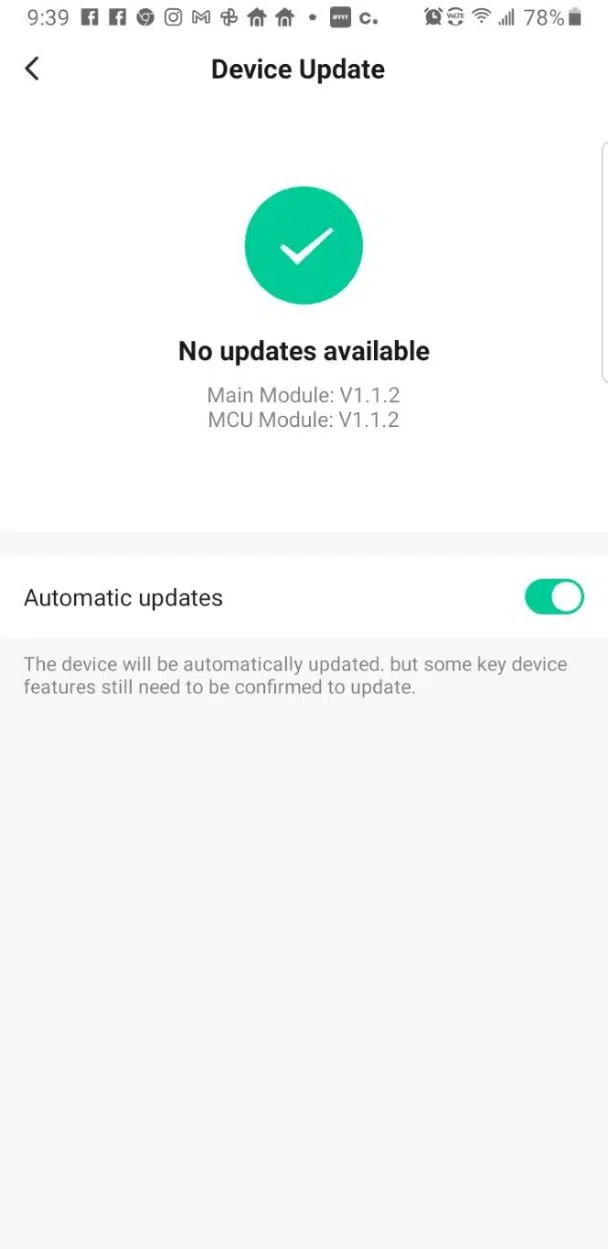 9:39
78%
Device Update
No updates available
Main Module: V1.1.2
MCU Module: V1.1.2
Automatic updates
The device will be automatically updated. but some key device
features still need to be confirmed to update.